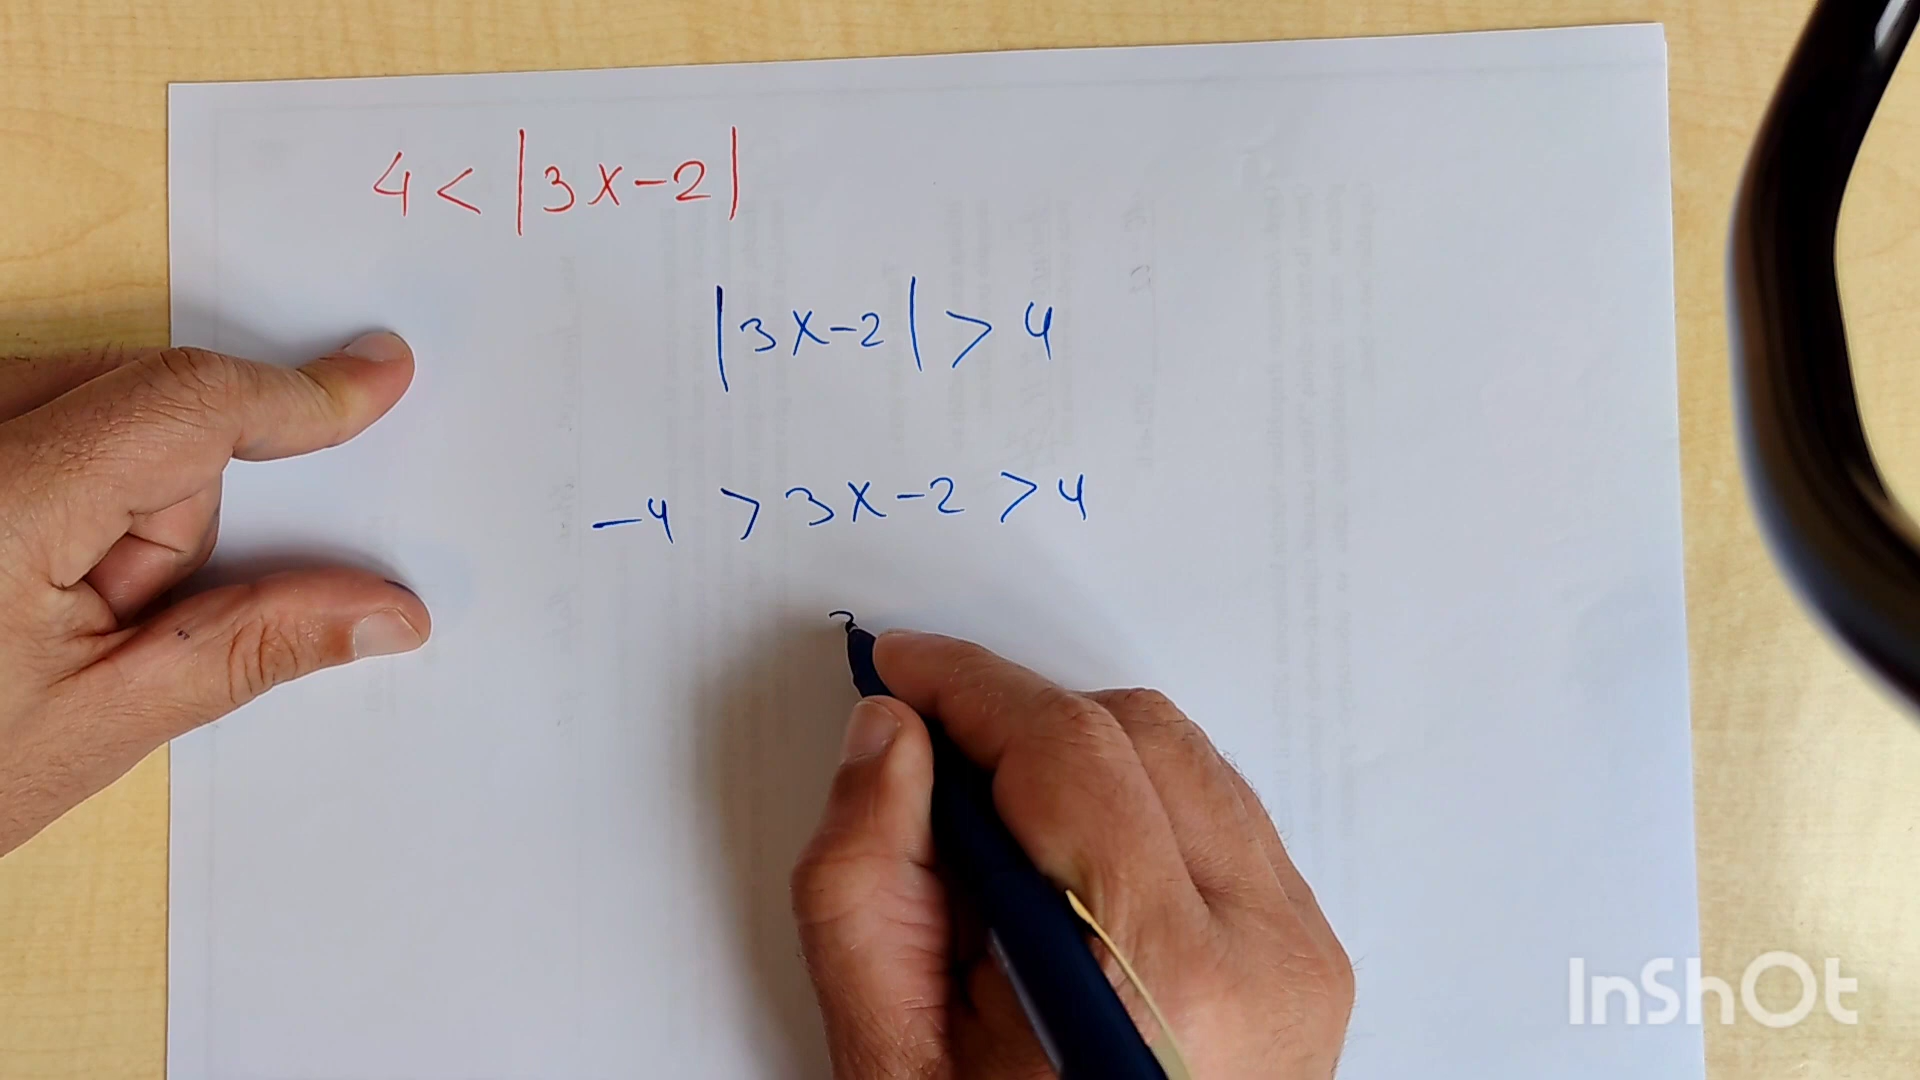 4 < |3x-2|
|3x-2| > 4
-4 > 3x-2 > 4
InShOt